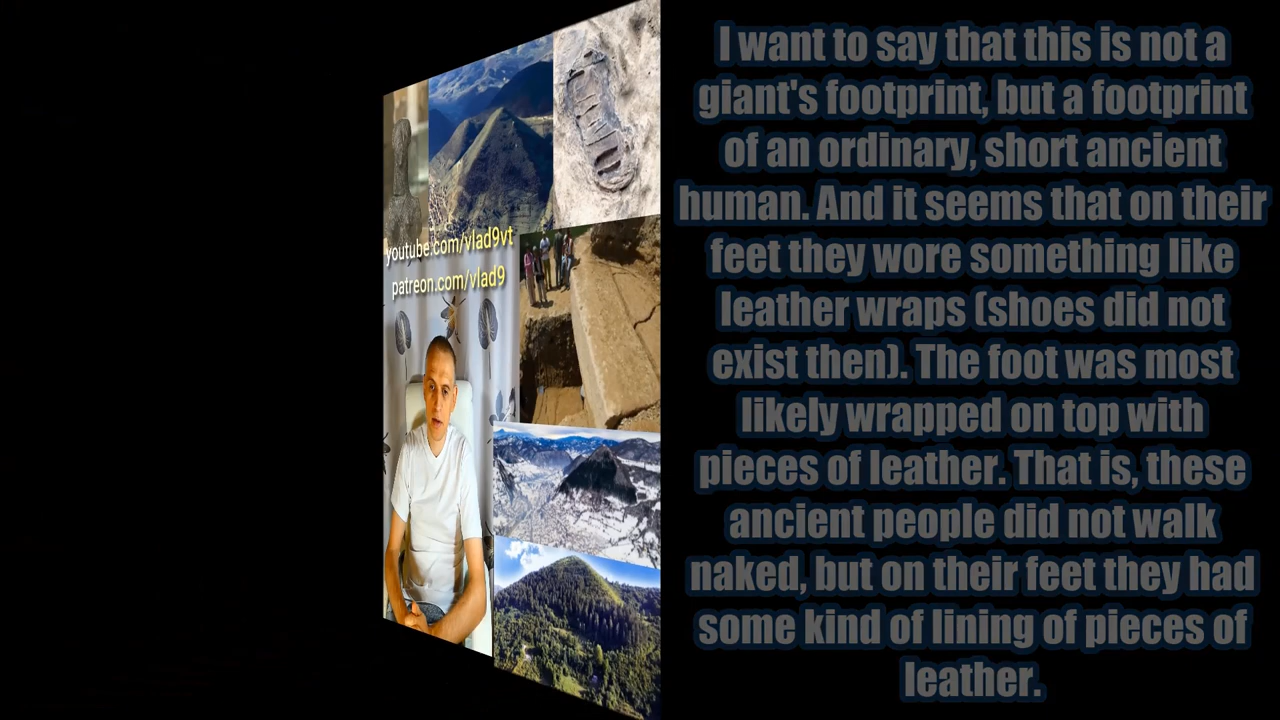 youtube.com/vlad9vt
patreon.com/vlad9
I want to say that this is not a
giant's footprint, but a footprint
of an ordinary, short ancient
human. And it seems that on their
feet they wore something like
leather wraps (shoes did not
exist then). The foot was most
likely wrapped on top with
pieces of leather. That is, these
ancient people did not walk
naked, but on their feet they had
some kind of lining of pieces of
leather.